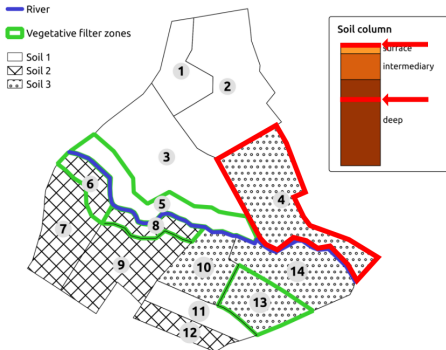 River
Vegetative filter zones
Soil 1
Soil 2
Soil 3
Soil column
surface
intermediary
deep
1
2
3
4
5
6
7
8
9
10
11
12
13
14